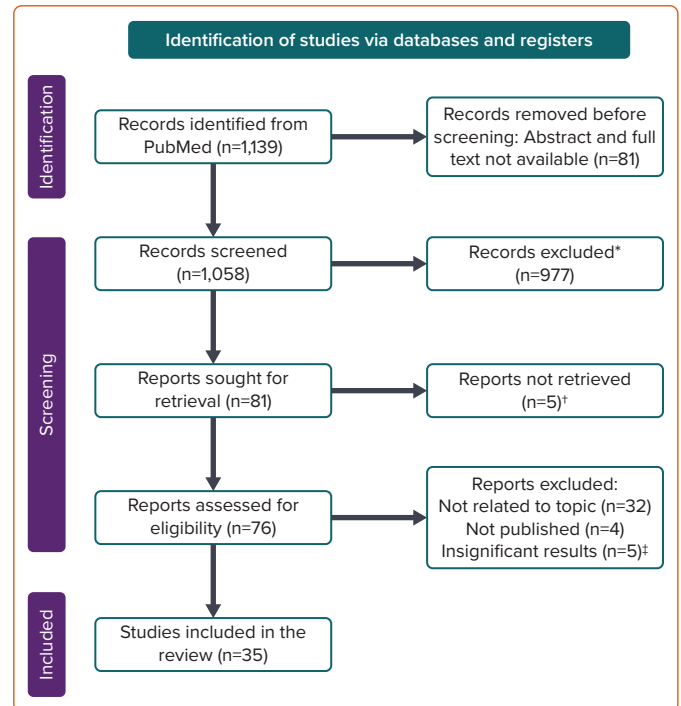 Identification of studies via databases and registers
Identification
Records identified from
PubMed (n=1,139)
Records removed before
screening: Abstract and full
text not available (n=81)
Screening
Records screened
(n=1,058)
Records excluded*
(n=977)
Reports sought for
retrieval (n=81)
Reports not retrieved
(n=5)†
Reports assessed for
eligibility (n=76)
Reports excluded:
Not related to topic (n=32)
Not published (n=4)
Insignificant results (n=5)‡
Included
Studies included in the
review (n=35)